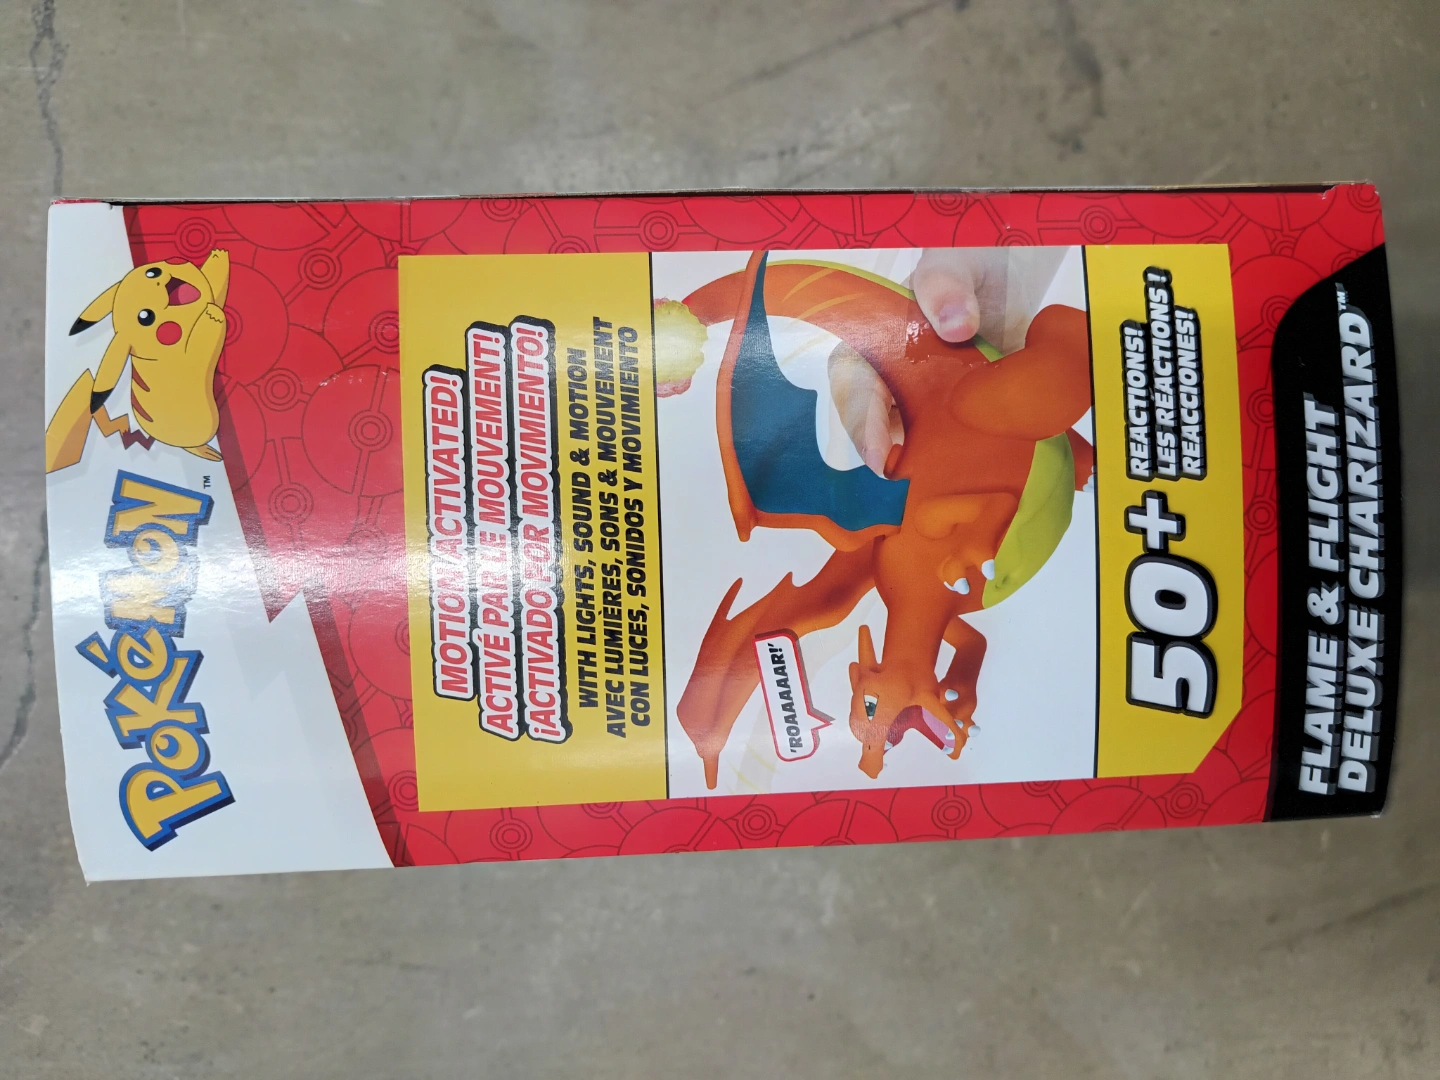 Pokémon™
MOTION ACTIVATED!
ACTIVÉ PAR LE MOUVEMENT!
¡ACTIVADO POR MOVIMIENTO!
WITH LIGHTS, SOUND & MOTION
AVEC LUMIÈRES, SONS & MOUVEMENT
CON LUCES, SONIDOS Y MOVIMIENTO
'ROAAAAAR!'
50+
REACTIONS!
LES RÉACTIONS !
REACCIONES!
FLAME & FLIGHT
DELUXE CHARIZARD™